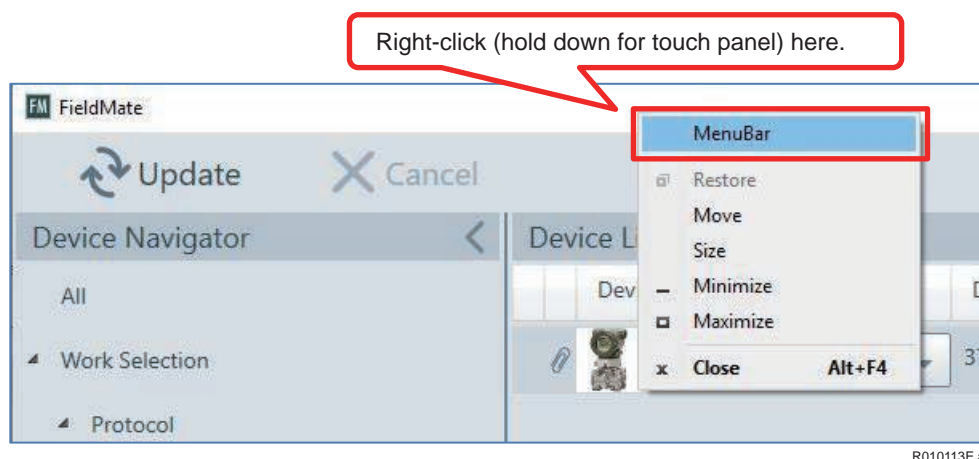 Right-click (hold down for touch panel) here.
FM FieldMate
Update
Cancel
MenuBar
Restore
Move
Size
Minimize
Maximize
x Close Alt+F4
Device Navigator
Device L
Dev
All
Work Selection
Protocol
R010113E